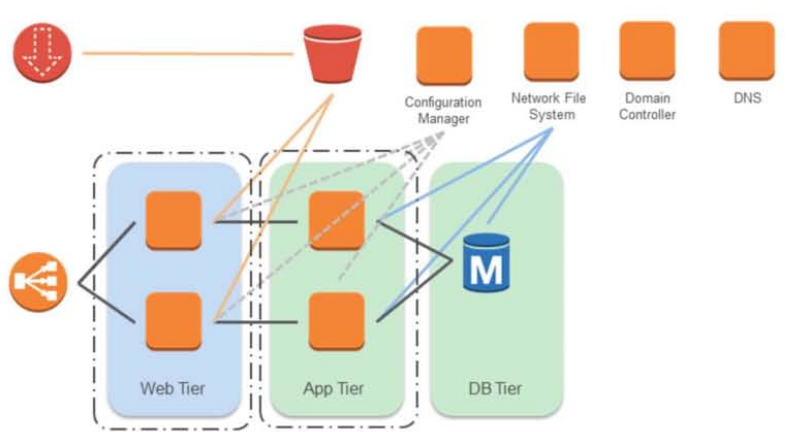 Configuration
Manager
Network File
System
Domain
Controller
DNS
M
Web Tier
App Tier
DB Tier